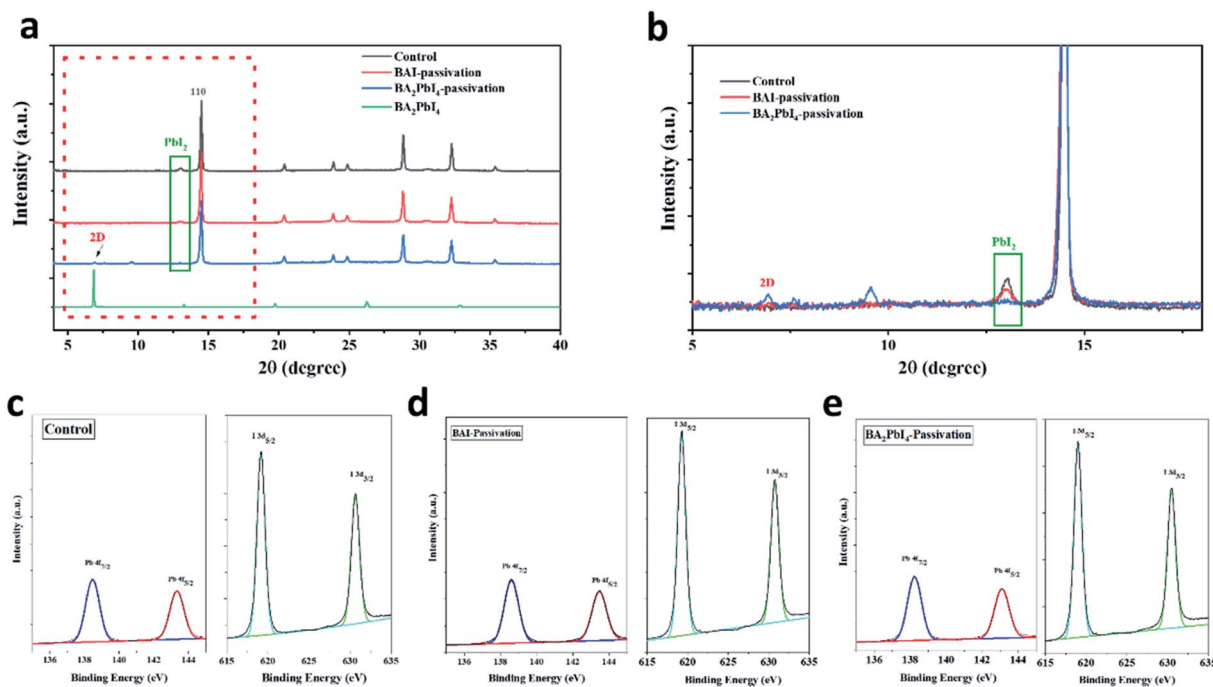 a
Intensity (a.u.)
Control
BAI-passivation
BA₂PbI₄-passivation
BA₂PbI₄
110
PbI₂
2D
5 10 15 20 25 30 35 40
2θ (degree)
b
Intensity (a.u.)
Control
BAI-passivation
BA₂PbI₄-passivation
PbI₂
2D
5 10 15
2θ (degree)
c
Control
Intensity (a.u.)
Pb 4f₇/₂
Pb 4f₅/₂
136 138 140 142 144
Binding Energy (eV)
I 3d₅/₂
I 3d₃/₂
615 620 625 630 635
Binding Energy (eV)
d
BAI-Passivation
Intensity (a.u.)
Pb 4f₇/₂
Pb 4f₅/₂
136 138 140 142 144
Binding Energy (eV)
I 3d₅/₂
I 3d₃/₂
615 620 625 630 635
Binding Energy (eV)
e
BA₂PbI₄-Passivation
Intensity (a.u.)
Pb 4f₇/₂
Pb 4f₅/₂
136 138 140 142 144
Binding Energy (eV)
I 3d₅/₂
I 3d₃/₂
615 620 625 630 635
Binding Energy (eV)